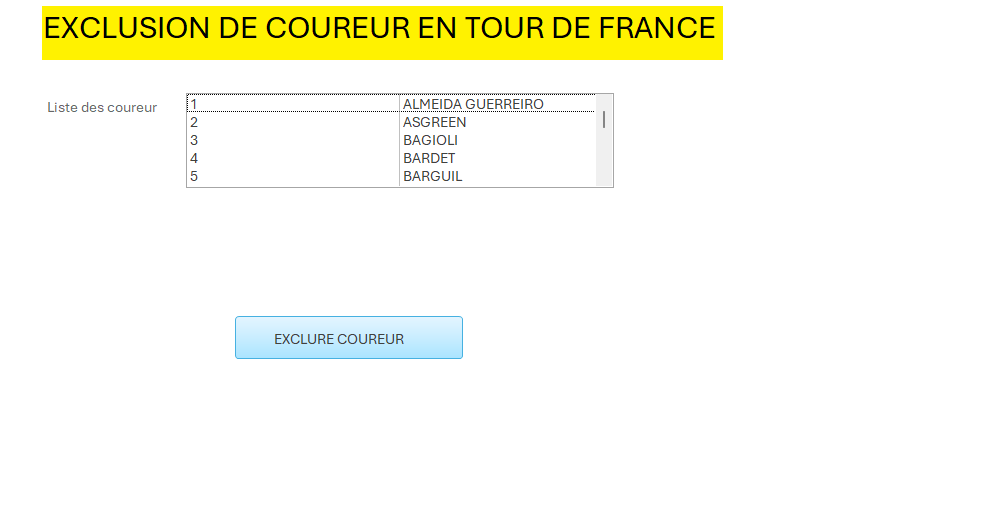 EXCLUSION DE COUREUR EN TOUR DE FRANCE
Liste des coureur
1 ALMEIDA GUERREIRO
2 ASGREEN
3 BAGIOLI
4 BARDET
5 BARGUIL
EXCLURE COUREUR